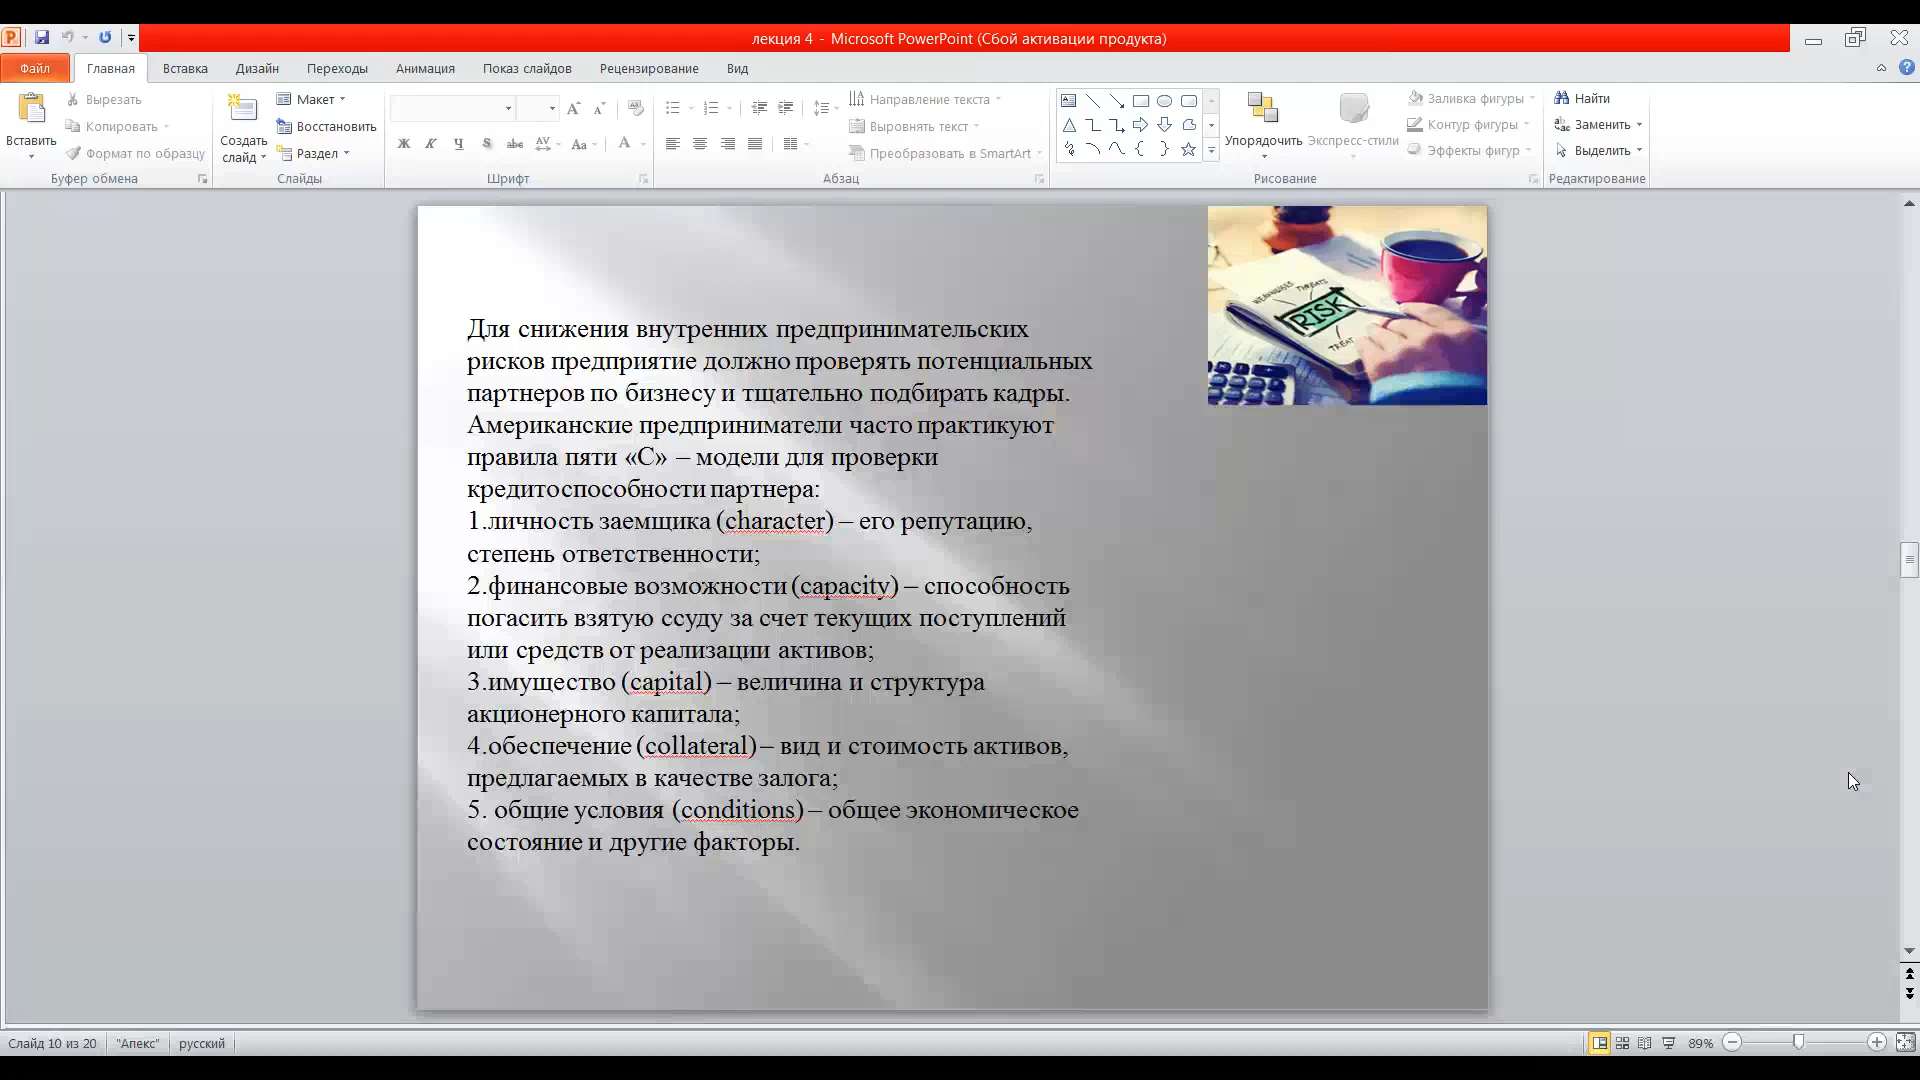 лекция 4 - Microsoft PowerPoint (Сбой активации продукта)
Файл Главная Вставка Дизайн Переходы Анимация Показ слайдов Рецензирование Вид
Вставить
Вырезать
Копировать
Формат по образцу
Буфер обмена
Создать слайд
Макет
Восстановить
Раздел
Слайды
Ж К Ч S abc AV Aa А
Шрифт
Направление текста
Выровнять текст
Преобразовать в SmartArt
Абзац
Упорядочить
Экспресс-стили
Заливка фигуры
Контур фигуры
Эффекты фигур
Рисование
Найти
Заменить
Выделить
Редактирование
WEAKNESSES THREATS
RISK
TREAT
Для снижения внутренних предпринимательских
рисков предприятие должно проверять потенциальных
партнеров по бизнесу и тщательно подбирать кадры.
Американские предприниматели часто практикуют
правила пяти «С» – модели для проверки
кредитоспособности партнера:
1.личность заемщика (character) – его репутацию,
степень ответственности;
2.финансовые возможности (capacity) – способность
погасить взятую ссуду за счет текущих поступлений
или средств от реализации активов;
3.имущество (capital) – величина и структура
акционерного капитала;
4.обеспечение (collateral) – вид и стоимость активов,
предлагаемых в качестве залога;
5. общие условия (conditions) – общее экономическое
состояние и другие факторы.
Слайд 10 из 20 "Апекс" русский 89%